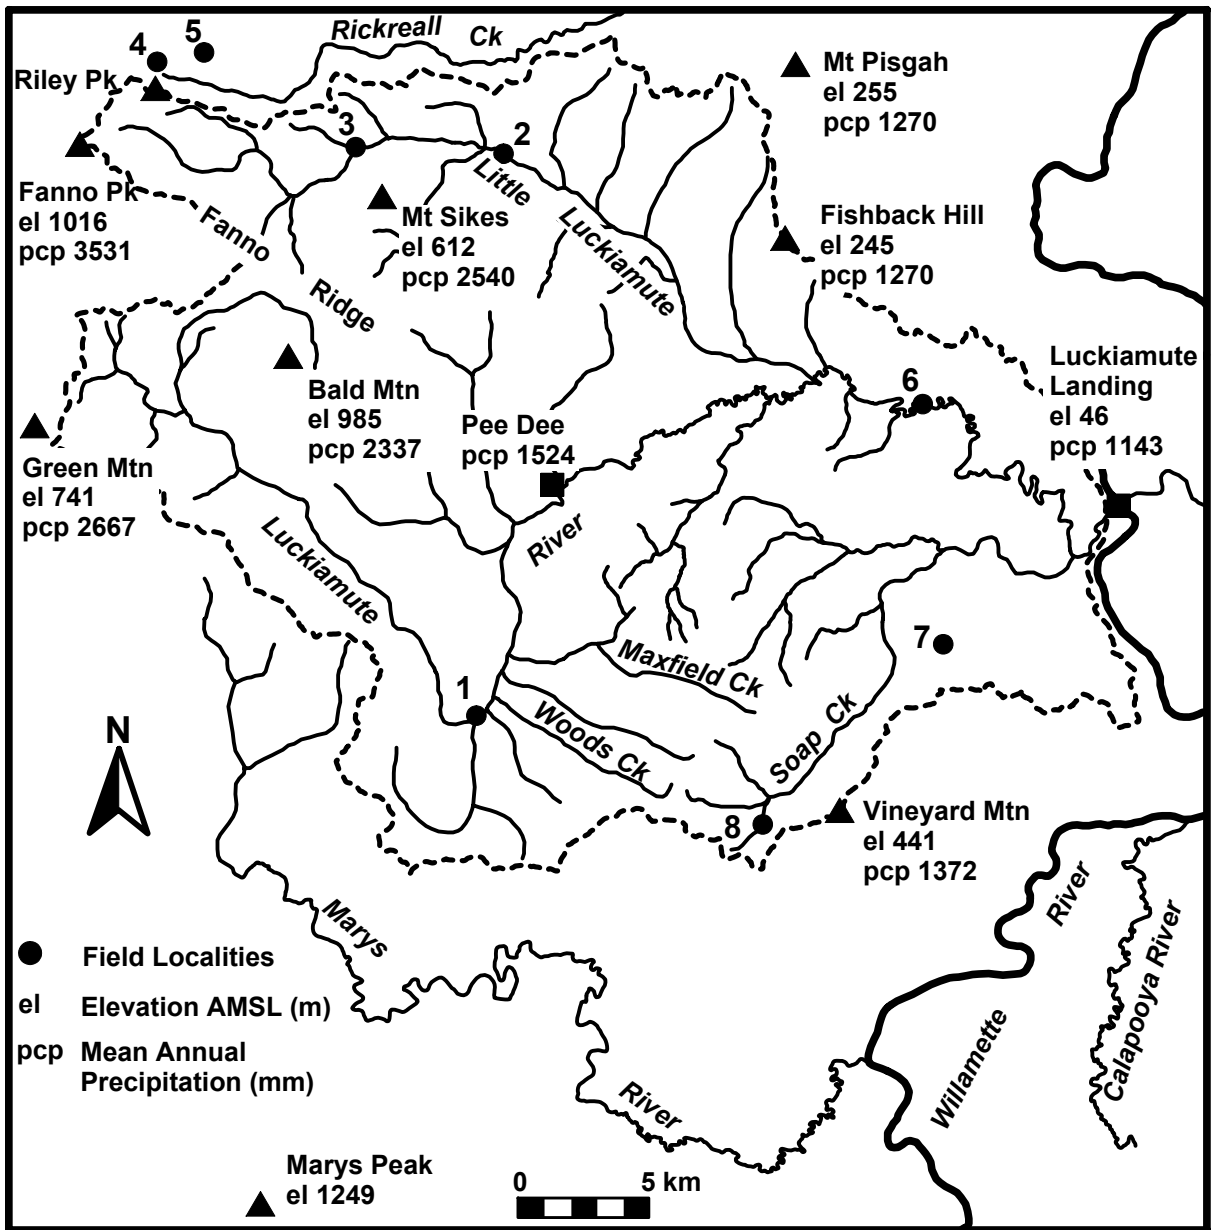 Rickreall
Ck
5
4
Riley Pk
Mt Pisgah
el 255
pcp 1270
3
2
Little
Fanno Pk
el 1016
pcp 3531
Fanno
Ridge
Mt Sikes
el 612
pcp 2540
Luckiamute
Fishback Hill
el 245
pcp 1270
Luckiamute
Landing
el 46
pcp 1143
6
Bald Mtn
el 985
pcp 2337
Pee Dee
pcp 1524
Green Mtn
el 741
pcp 2667
Luckiamute
River
7
Maxfield Ck
1
Woods Ck
Soap Ck
N
8
Vineyard Mtn
el 441
pcp 1372
Marys
River
Calapooya River
Field Localities
el Elevation AMSL (m)
pcp Mean Annual
Precipitation (mm)
Willamette
River
Marys Peak
el 1249
0 5 km